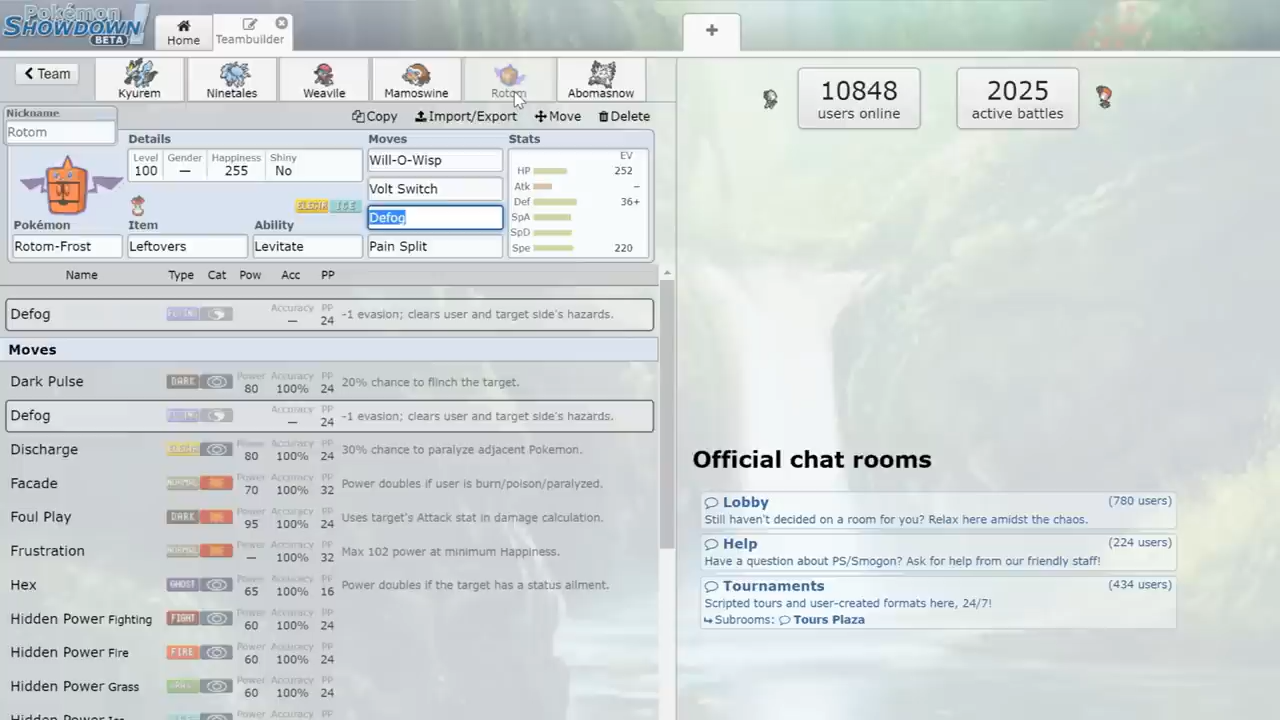 Pokémon
SHOWDOWN!
BETA
Home
Teambuilder
+
Team
Kyurem
Ninetales
Weavile
Mamoswine
Rotom
Abomasnow
10848
users online
2025
active battles
Nickname
Rotom
Copy
Import/Export
Move
Delete
Details
Level
100
Gender
—
Happiness
255
Shiny
No
ELECTR
ICE
Pokémon
Rotom-Frost
Item
Leftovers
Ability
Levitate
Moves
Will-O-Wisp
Volt Switch
Defog
Pain Split
Stats
EV
HP 252
Atk –
Def 36+
SpA
SpD
Spe 220
Name Type Cat Pow Acc PP
Defog Accuracy — PP 24 -1 evasion; clears user and target side's hazards.
Moves
Dark Pulse DARK Power 80 Accuracy 100% PP 24 20% chance to flinch the target.
Defog Accuracy — PP 24 -1 evasion; clears user and target side's hazards.
Discharge ELECTR Power 80 Accuracy 100% PP 24 30% chance to paralyze adjacent Pokemon.
Facade NORMAL Power 70 Accuracy 100% PP 32 Power doubles if user is burn/poison/paralyzed.
Foul Play DARK Power 95 Accuracy 100% PP 24 Uses target's Attack stat in damage calculation.
Frustration NORMAL Power — Accuracy 100% PP 32 Max 102 power at minimum Happiness.
Hex GHOST Power 65 Accuracy 100% PP 16 Power doubles if the target has a status ailment.
Hidden Power Fighting FIGHT Power 60 Accuracy 100% PP 24
Hidden Power Fire FIRE Power 60 Accuracy 100% PP 24
Hidden Power Grass Power 60 Accuracy 100% PP 24
Hidden Power
Official chat rooms
Lobby (780 users)
Still haven't decided on a room for you? Relax here amidst the chaos.
Help (224 users)
Have a question about PS/Smogon? Ask for help from our friendly staff!
Tournaments (434 users)
Scripted tours and user-created formats here, 24/7!
Subrooms: Tours Plaza